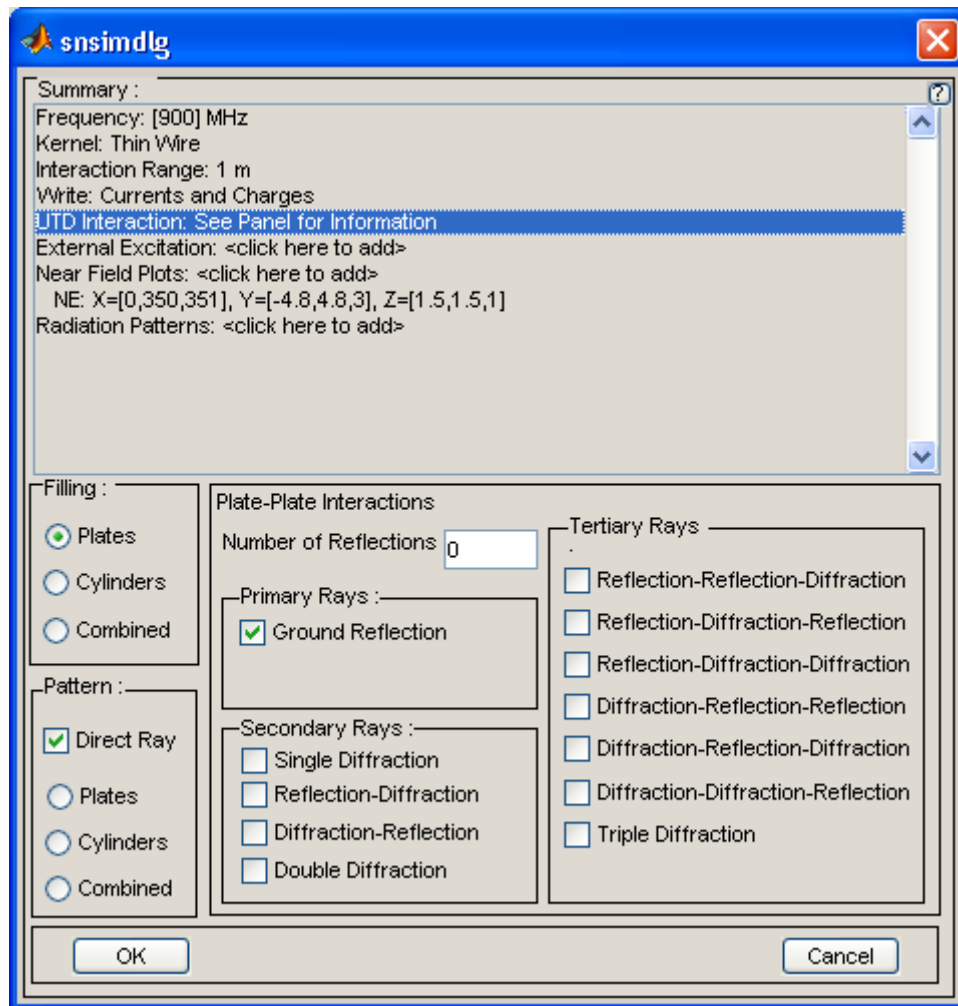 snsimdlg
Summary :
?
Frequency: [900] MHz
Kernel: Thin Wire
Interaction Range: 1 m
Write: Currents and Charges
UTD Interaction: See Panel for Information
External Excitation: <click here to add>
Near Field Plots: <click here to add>
NE: X=[0,350,351], Y=[-4.8,4.8,3], Z=[1.5,1.5,1]
Radiation Patterns: <click here to add>
Filling :
Plates
Cylinders
Combined
Pattern :
Direct Ray
Plates
Cylinders
Combined
Plate-Plate Interactions
Number of Reflections 0
Primary Rays :
Ground Reflection
Secondary Rays :
Single Diffraction
Reflection-Diffraction
Diffraction-Reflection
Double Diffraction
Tertiary Rays
.
Reflection-Reflection-Diffraction
Reflection-Diffraction-Reflection
Reflection-Diffraction-Diffraction
Diffraction-Reflection-Reflection
Diffraction-Reflection-Diffraction
Diffraction-Diffraction-Reflection
Triple Diffraction
OK
Cancel